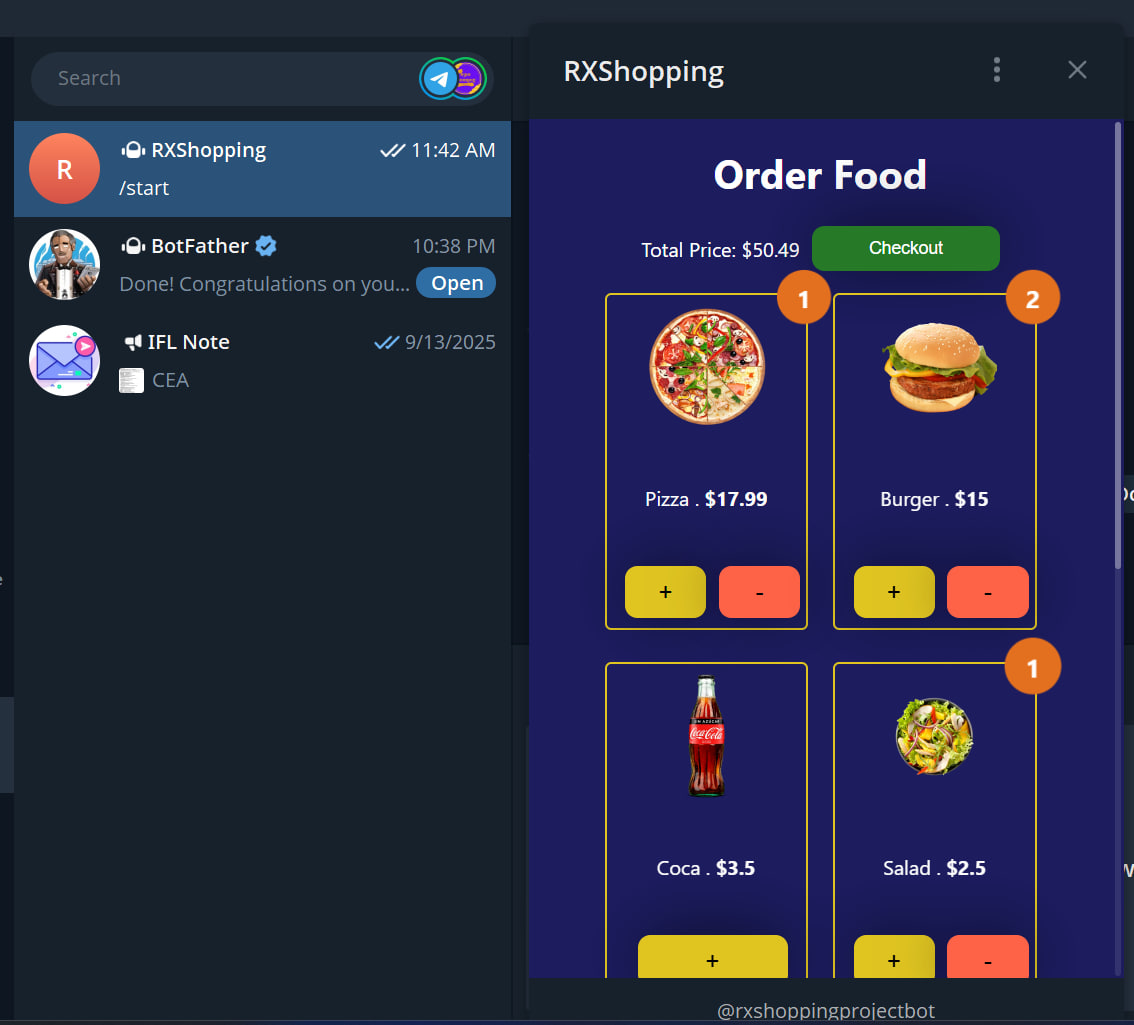 Search
R
RXShopping
11:42 AM
/start
BotFather
10:38 PM
Done! Congratulations on you...
Open
IFL Note
9/13/2025
CEA
RXShopping
Order Food
Total Price: $50.49
Checkout
1
2
Pizza . $17.99
Burger . $15
+ -
+ -
1
Coca-Cola
Coca . $3.5
Salad . $2.5
+
+ -
@rxshoppingprojectbot